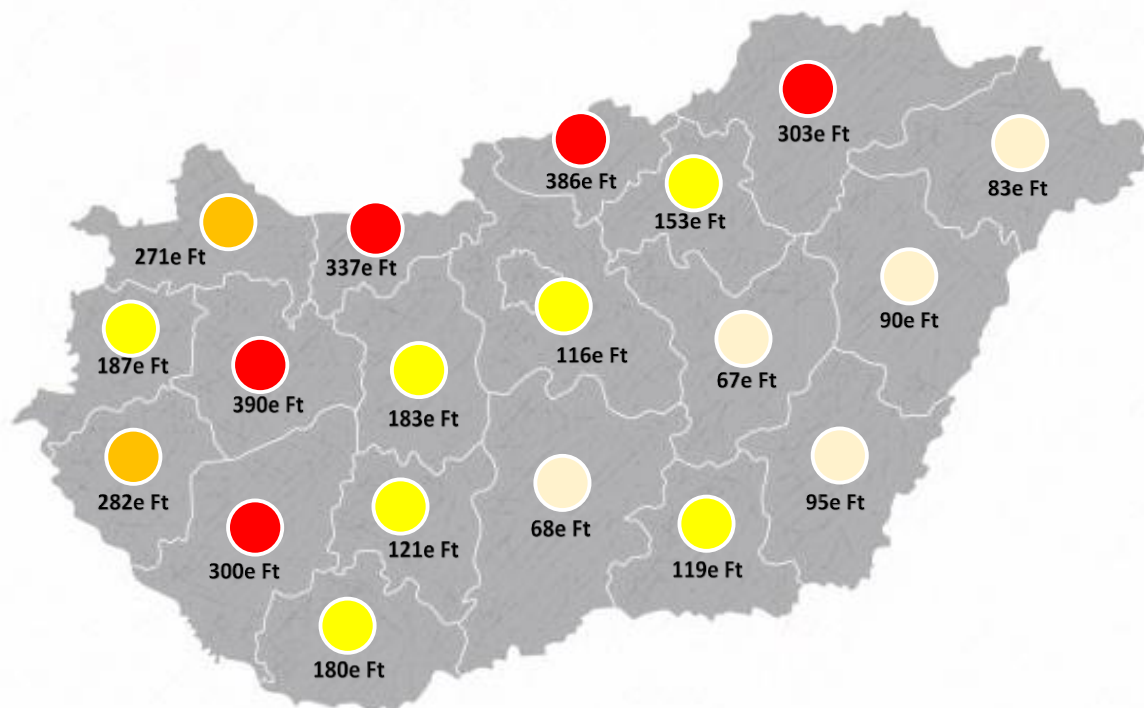 303e Ft
386e Ft
83e Ft
153e Ft
271e Ft
337e Ft
90e Ft
116e Ft
187e Ft
67e Ft
390e Ft
183e Ft
282e Ft
95e Ft
68e Ft
121e Ft
300e Ft
119e Ft
180e Ft